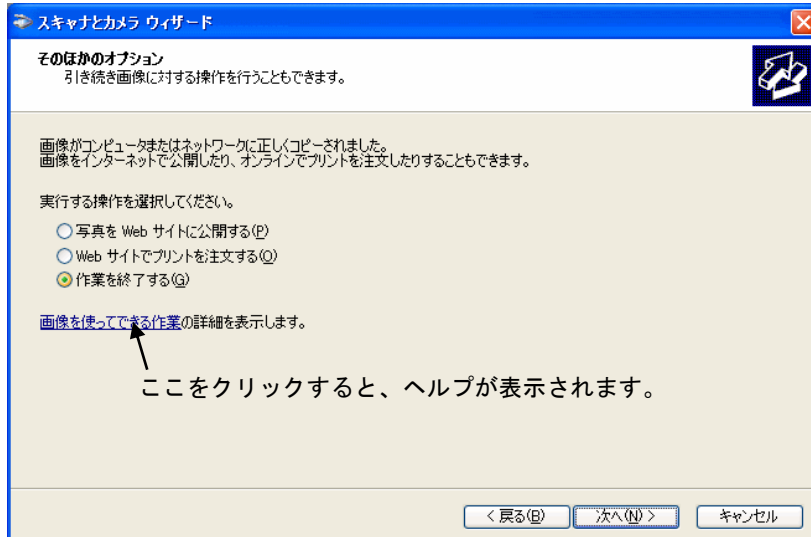 スキャナとカメラ ウィザード
そのほかのオプション
引き続き画像に対する操作を行うこともできます。
画像がコンピュータまたはネットワークに正しくコピーされました。
画像をインターネットで公開したり、オンラインでプリントを注文したりすることもできます。
実行する操作を選択してください。
写真を Web サイトに公開する(P)
Web サイトでプリントを注文する(O)
作業を終了する(G)
画像を使ってできる作業の詳細を表示します。
ここをクリックすると、ヘルプが表示されます。
< 戻る(B) 次へ(N) > キャンセル